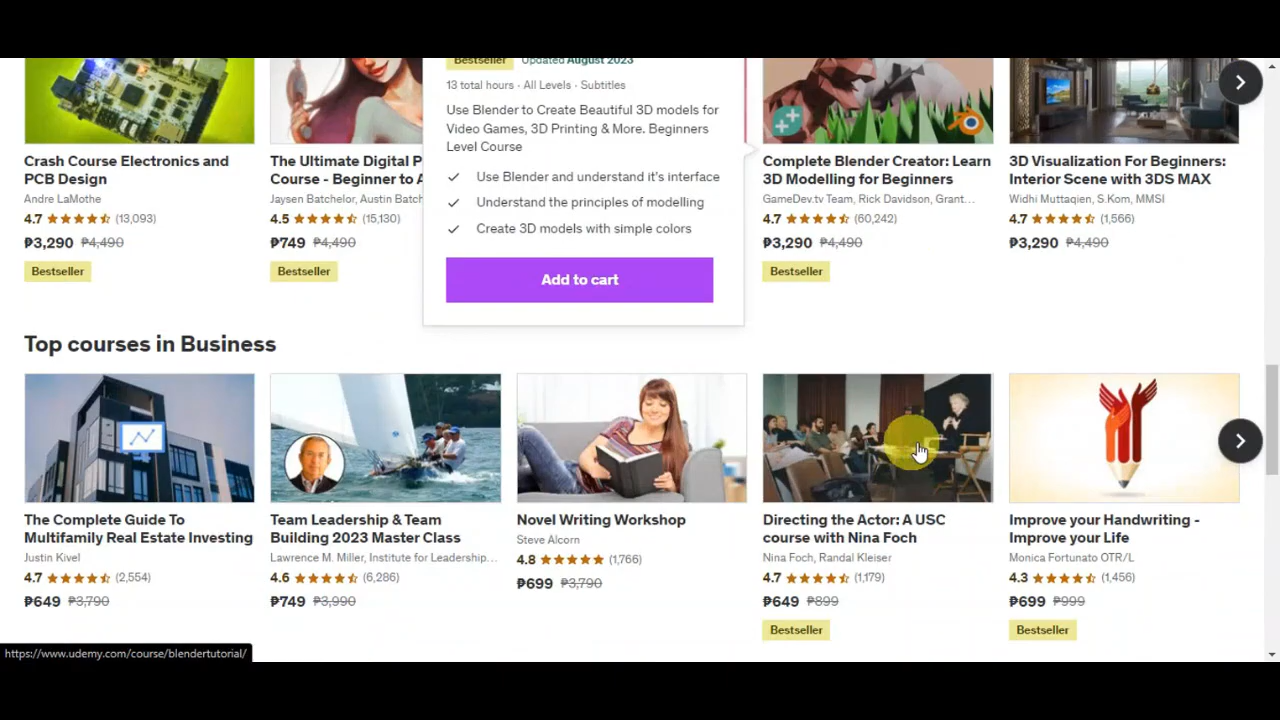 Bestseller Updated August 2023
13 total hours · All Levels · Subtitles
Use Blender to Create Beautiful 3D models for
Video Games, 3D Printing & More. Beginners
Level Course
Use Blender and understand it's interface
Understand the principles of modelling
Create 3D models with simple colors
Add to cart
Crash Course Electronics and
PCB Design
Andre LaMothe
4.7 (13,093)
₱3,290 ₱4,490
Bestseller
The Ultimate Digital P
Course - Beginner to A
Jaysen Batchelor, Austin Batch
4.5 (15,130)
₱749 ₱4,490
Bestseller
Complete Blender Creator: Learn
3D Modelling for Beginners
GameDev.tv Team, Rick Davidson, Grant…
4.7 (60,242)
₱3,290 ₱4,490
Bestseller
3D Visualization For Beginners:
Interior Scene with 3DS MAX
Widhi Muttaqien, S.Kom, MMSI
4.7 (1,566)
₱3,290 ₱4,490
Top courses in Business
The Complete Guide To
Multifamily Real Estate Investing
Justin Kivel
4.7 (2,554)
₱649 ₱3,790
Team Leadership & Team
Building 2023 Master Class
Lawrence M. Miller, Institute for Leadership…
4.6 (6,286)
₱749 ₱3,990
Novel Writing Workshop
Steve Alcorn
4.8 (1,766)
₱699 ₱3,790
Directing the Actor: A USC
course with Nina Foch
Nina Foch, Randal Kleiser
4.7 (1,179)
₱649 ₱899
Bestseller
Improve your Handwriting -
Improve your Life
Monica Fortunato OTR/L
4.3 (1,456)
₱699 ₱999
Bestseller
https://www.udemy.com/course/blendertutorial/